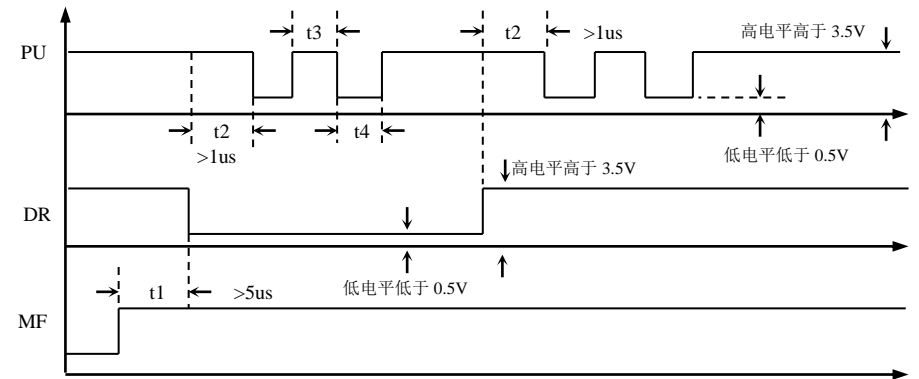 t3
t2
>1us
高电平高于 3.5V
PU
t2
t4
>1us
低电平低于 0.5V
高电平高于 3.5V
DR
t1
>5us
低电平低于 0.5V
MF